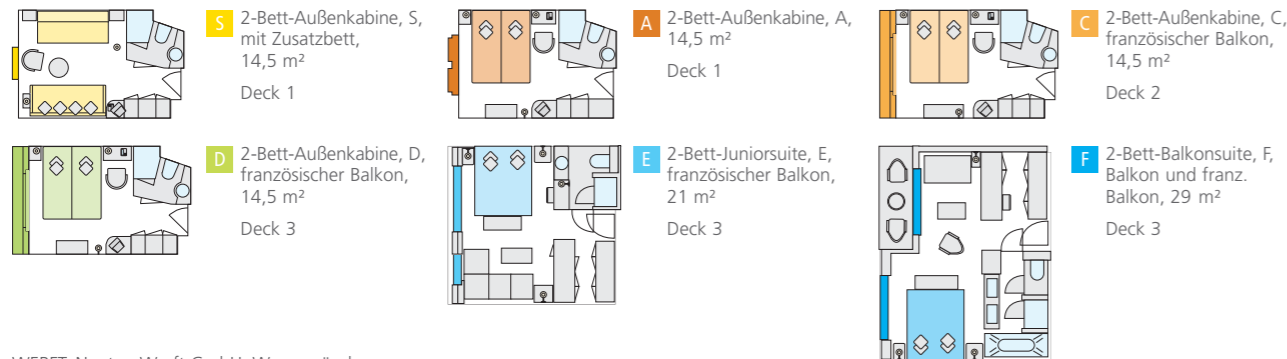 S
2-Bett-Außenkabine, S,
mit Zusatzbett,
14,5 m²
Deck 1
A
2-Bett-Außenkabine, A,
14,5 m²
Deck 1
C
2-Bett-Außenkabine, C,
französischer Balkon,
14,5 m²
Deck 2
D
2-Bett-Außenkabine, D,
französischer Balkon,
14,5 m²
Deck 3
E
2-Bett-Juniorsuite, E,
französischer Balkon,
21 m²
Deck 3
F
2-Bett-Balkonsuite, F,
Balkon und franz.
Balkon, 29 m²
Deck 3